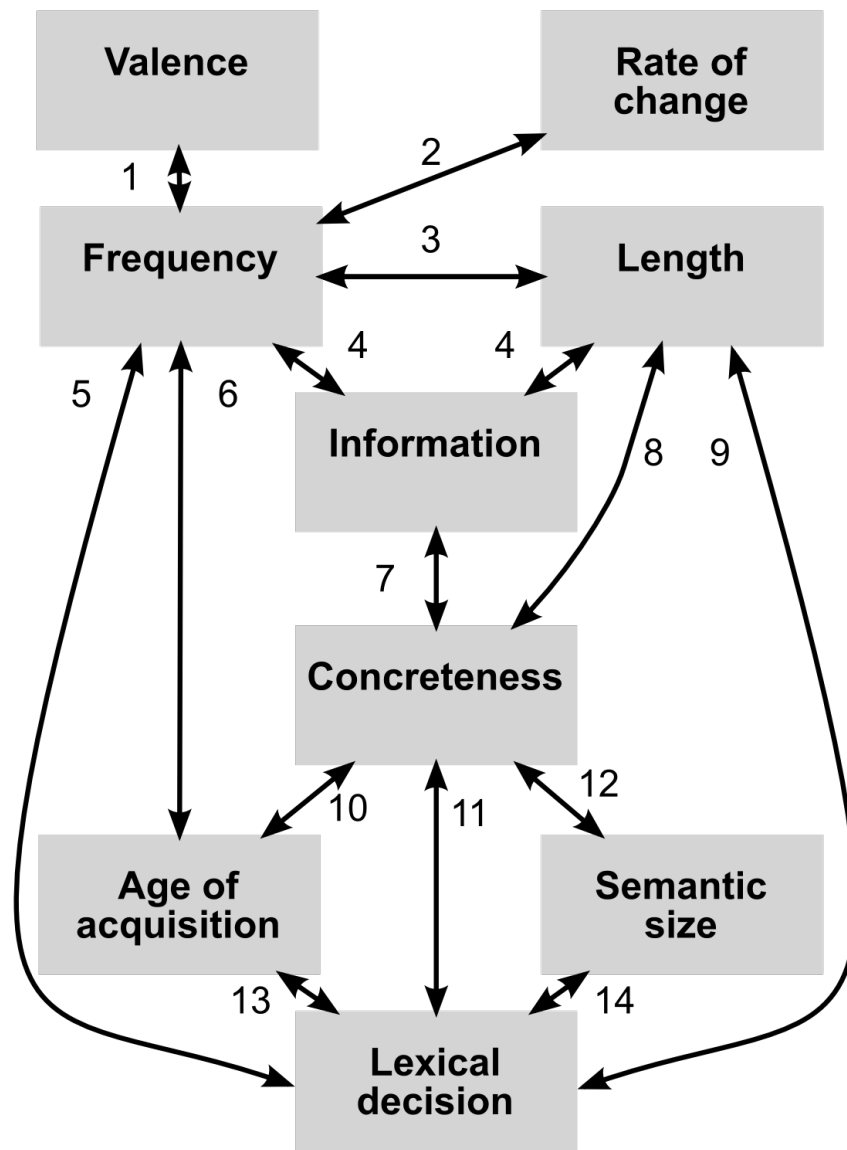 Valence
Rate of
change
1
2
Frequency
3
Length
4
4
5
6
Information
8
9
7
Concreteness
10
11
12
Age of
acquisition
Semantic
size
13
14
Lexical
decision